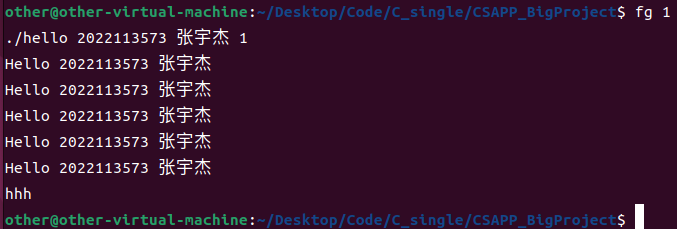 other@other-virtual-machine:~/Desktop/Code/C_single/CSAPP_BigProject$ fg 1
./hello 2022113573 张宇杰 1
Hello 2022113573 张宇杰
Hello 2022113573 张宇杰
Hello 2022113573 张宇杰
Hello 2022113573 张宇杰
Hello 2022113573 张宇杰
hhh
other@other-virtual-machine:~/Desktop/Code/C_single/CSAPP_BigProject$